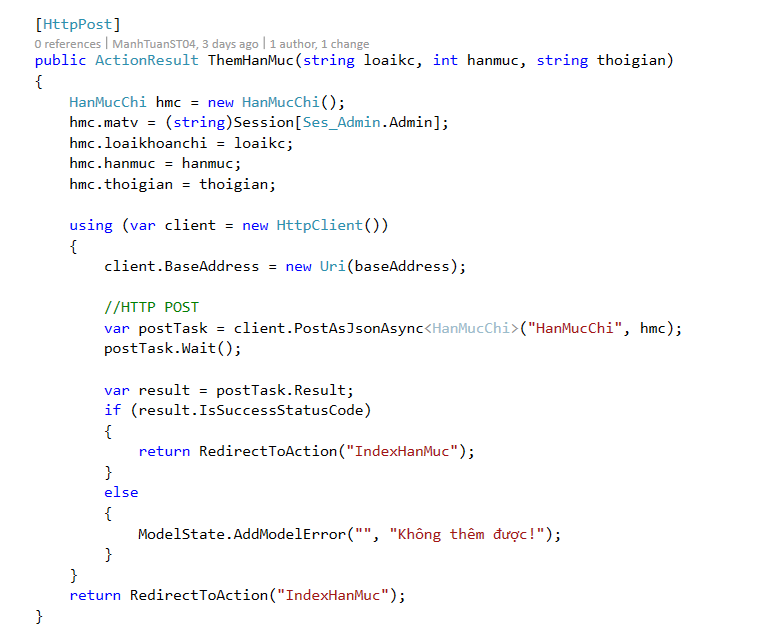 [HttpPost]
0 references | ManhTuanST04, 3 days ago | 1 author, 1 change
public ActionResult ThemHanMuc(string loaikc, int hanmuc, string thoigian)
{
HanMucChi hmc = new HanMucChi();
hmc.matv = (string)Session[Ses_Admin.Admin];
hmc.loaikhoanchi = loaikc;
hmc.hanmuc = hanmuc;
hmc.thoigian = thoigian;
using (var client = new HttpClient())
{
client.BaseAddress = new Uri(baseAddress);
//HTTP POST
var postTask = client.PostAsJsonAsync<HanMucChi>("HanMucChi", hmc);
postTask.Wait();
var result = postTask.Result;
if (result.IsSuccessStatusCode)
{
return RedirectToAction("IndexHanMuc");
}
else
{
ModelState.AddModelError("", "Không thêm được!");
}
}
return RedirectToAction("IndexHanMuc");
}